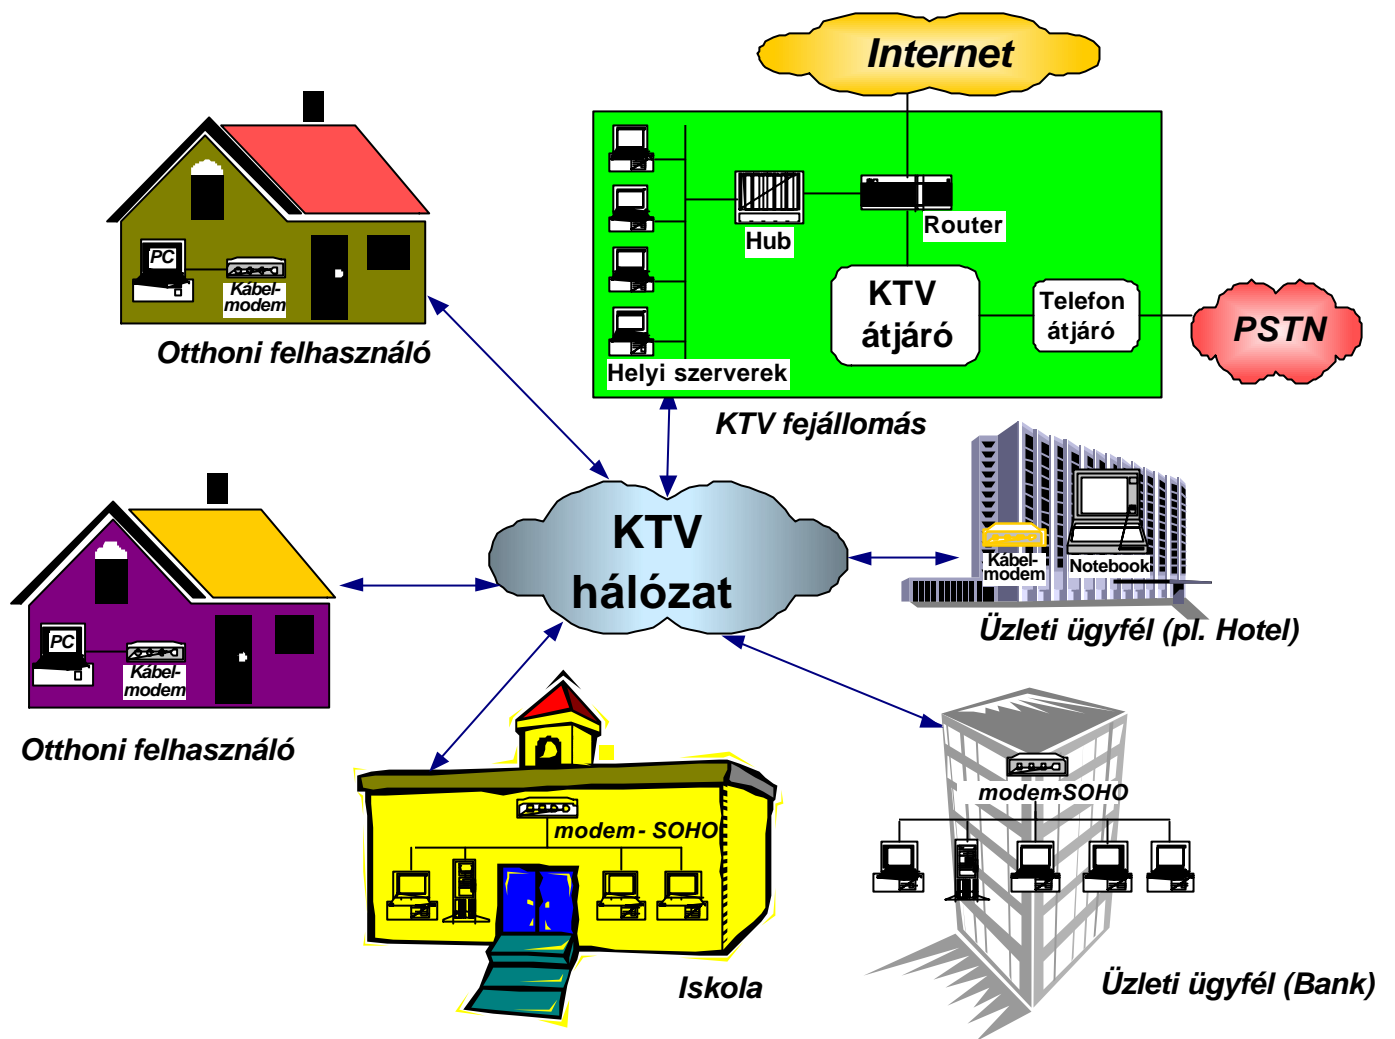 Internet
Hub
Router
KTV
átjáró
Telefon
átjáró
PSTN
Helyi szerverek
KTV fejállomás
PC
Kábel-
modem
Otthoni felhasználó
KTV
hálózat
Kábel-
modem
Notebook
Üzleti ügyfél (pl. Hotel)
PC
Kábel-
modem
Otthoni felhasználó
modem - SOHO
Iskola
modem-SOHO
Üzleti ügyfél (Bank)